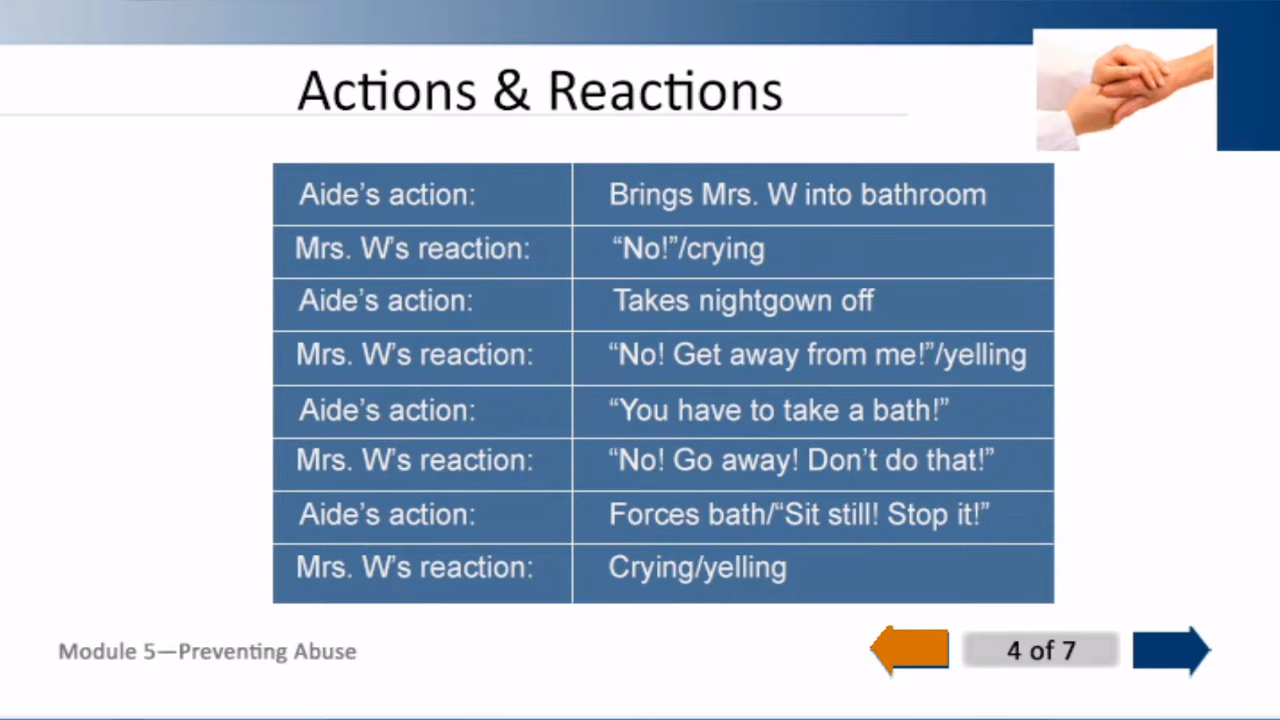 Actions & Reactions
Aide’s action: Brings Mrs. W into bathroom
Mrs. W’s reaction: “No!”/crying
Aide’s action: Takes nightgown off
Mrs. W’s reaction: “No! Get away from me!”/yelling
Aide’s action: “You have to take a bath!”
Mrs. W’s reaction: “No! Go away! Don’t do that!”
Aide’s action: Forces bath/“Sit still! Stop it!”
Mrs. W’s reaction: Crying/yelling
Module 5—Preventing Abuse
4 of 7